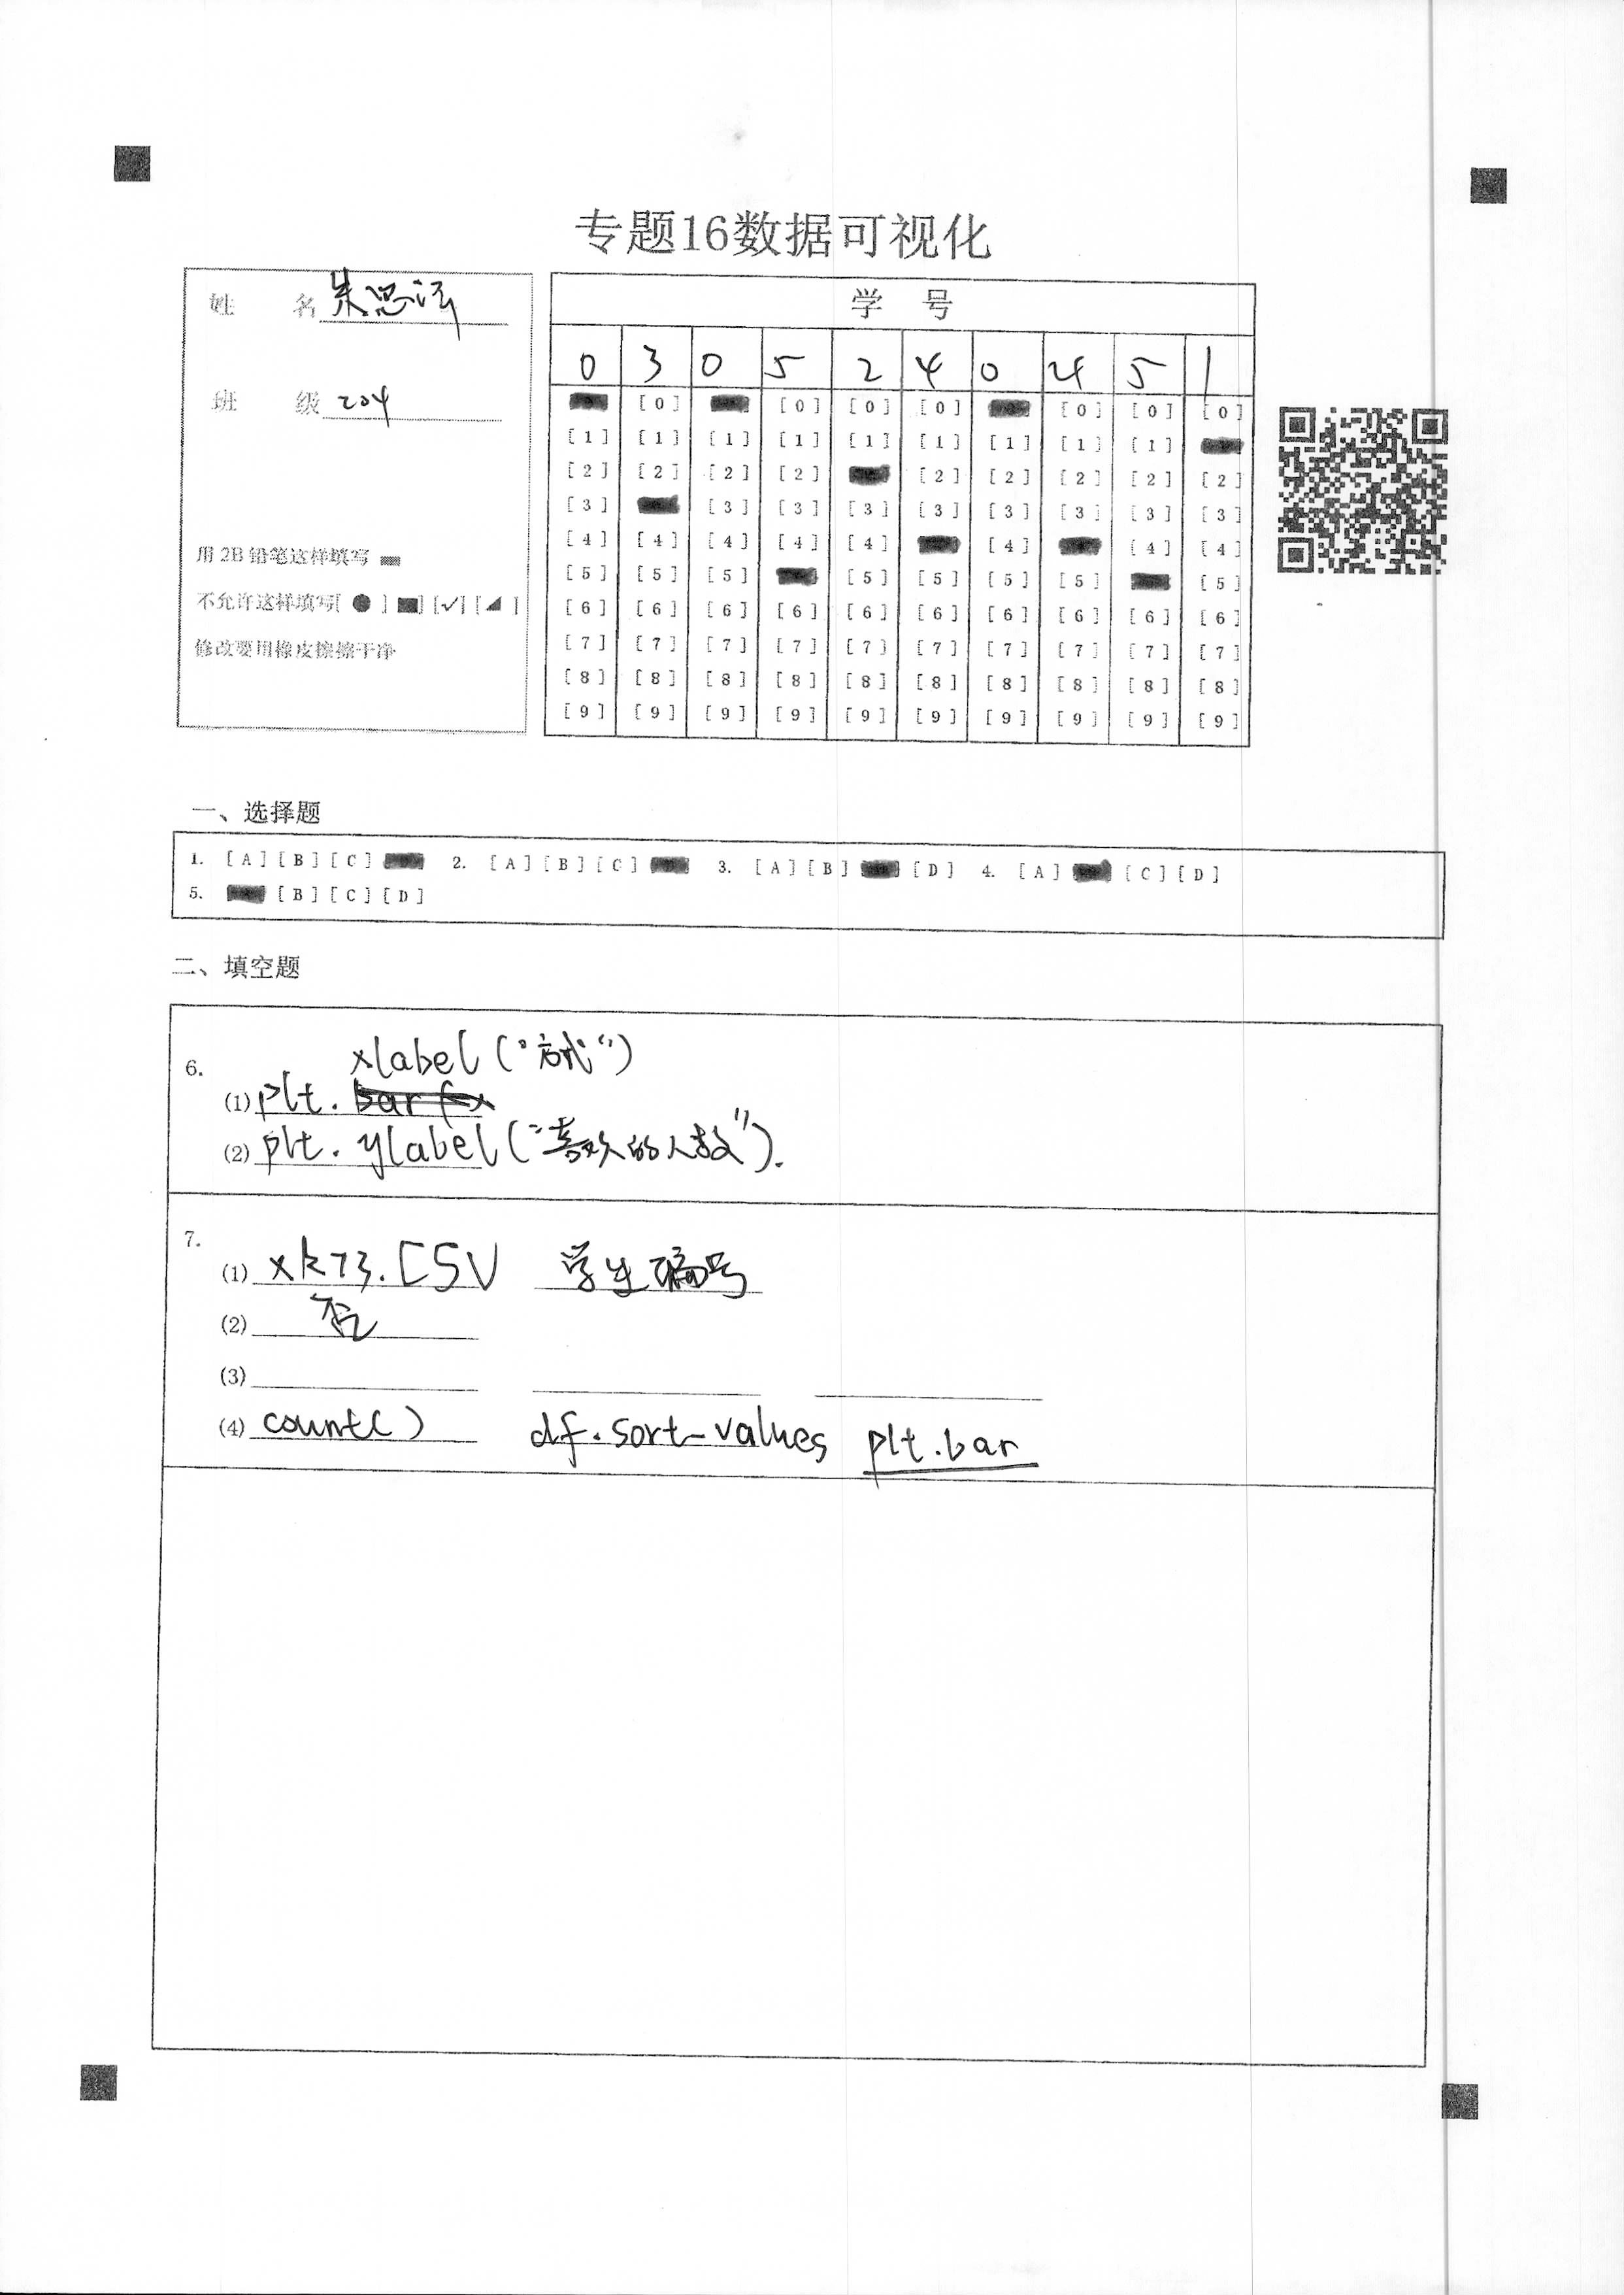 专题16数据可视化
姓 名 朱思
班 级 204
用 2B 铅笔这样填写
不允许这样填写[ ● ] ■] [✓] [◢ ]
修改要用橡皮擦擦干净
学 号
0 3 0 5 2 4 0 4 5 1
[0] [0] [0] [0] [0] [0] [0]
[1] [1] [1] [1] [1] [1] [1] [1] [1]
[2] [2] [2] [2] [2] [2] [2] [2] [2]
[3] [3] [3] [3] [3] [3] [3] [3] [3]
[4] [4] [4] [4] [4] [4] [4] [4]
[5] [5] [5] [5] [5] [5] [5] [5]
[6] [6] [6] [6] [6] [6] [6] [6] [6] [6]
[7] [7] [7] [7] [7] [7] [7] [7] [7] [7]
[8] [8] [8] [8] [8] [8] [8] [8] [8] [8]
[9] [9] [9] [9] [9] [9] [9] [9] [9] [9]
一、选择题
1. [A] [B] [C] 2. [A] [B] [C] 3. [A] [B] [D] 4. [A] [C] [D]
5. [B] [C] [D]
二、填空题
6.
xlabel("方式")
(1) plt.
(2) plt. ylabel("喜欢的人数").
7.
(1) xk73.CSV 学生编号
(2) 否
(3)
(4) count() df.sort_values plt.bar